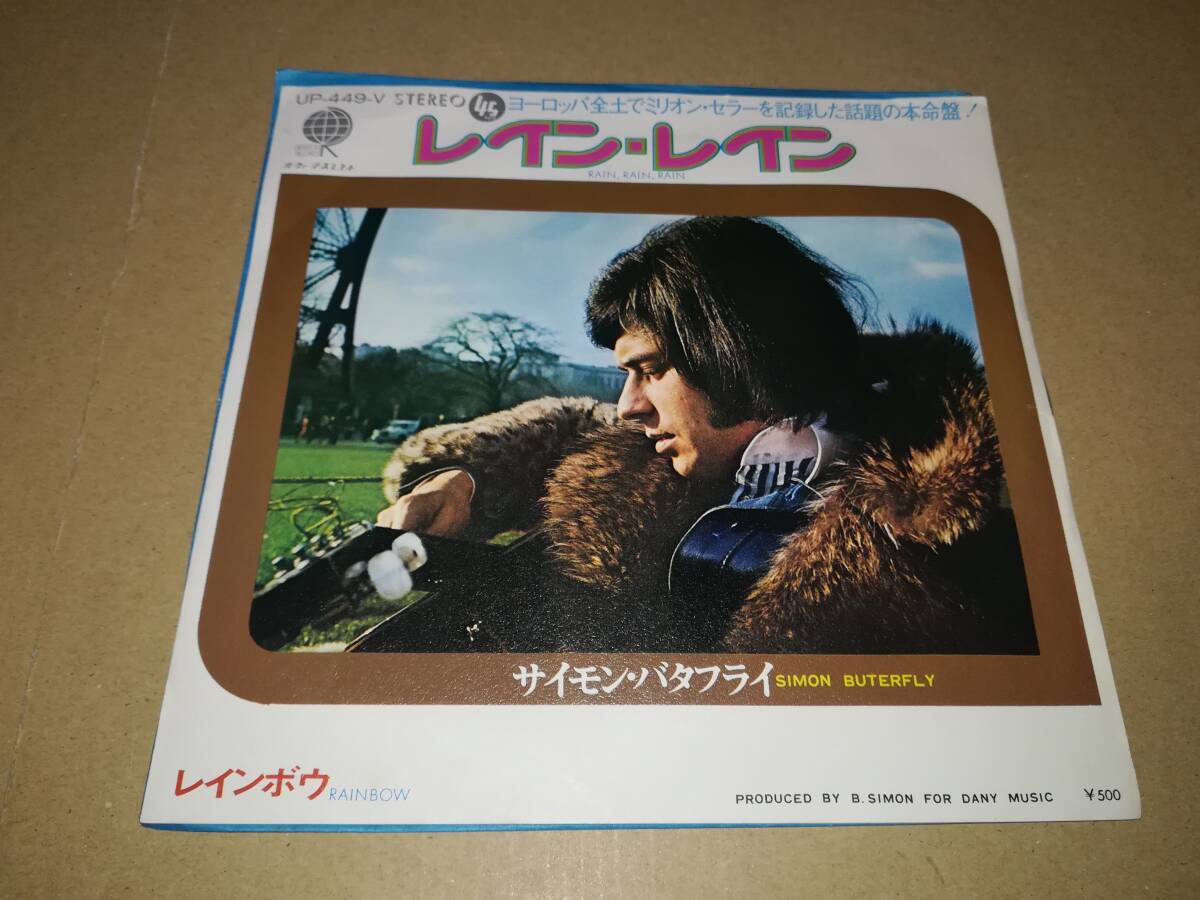 UP-449-V STEREO 45 ヨーロッパ全土でミリオン・セラーを記録した話題の本命盤!
レイン・レイン
RAIN, RAIN, RAIN
サイモン・バタフライ SIMON BUTERFLY
レインボウ RAINBOW
PRODUCED BY B. SIMON FOR DANY MUSIC ¥500